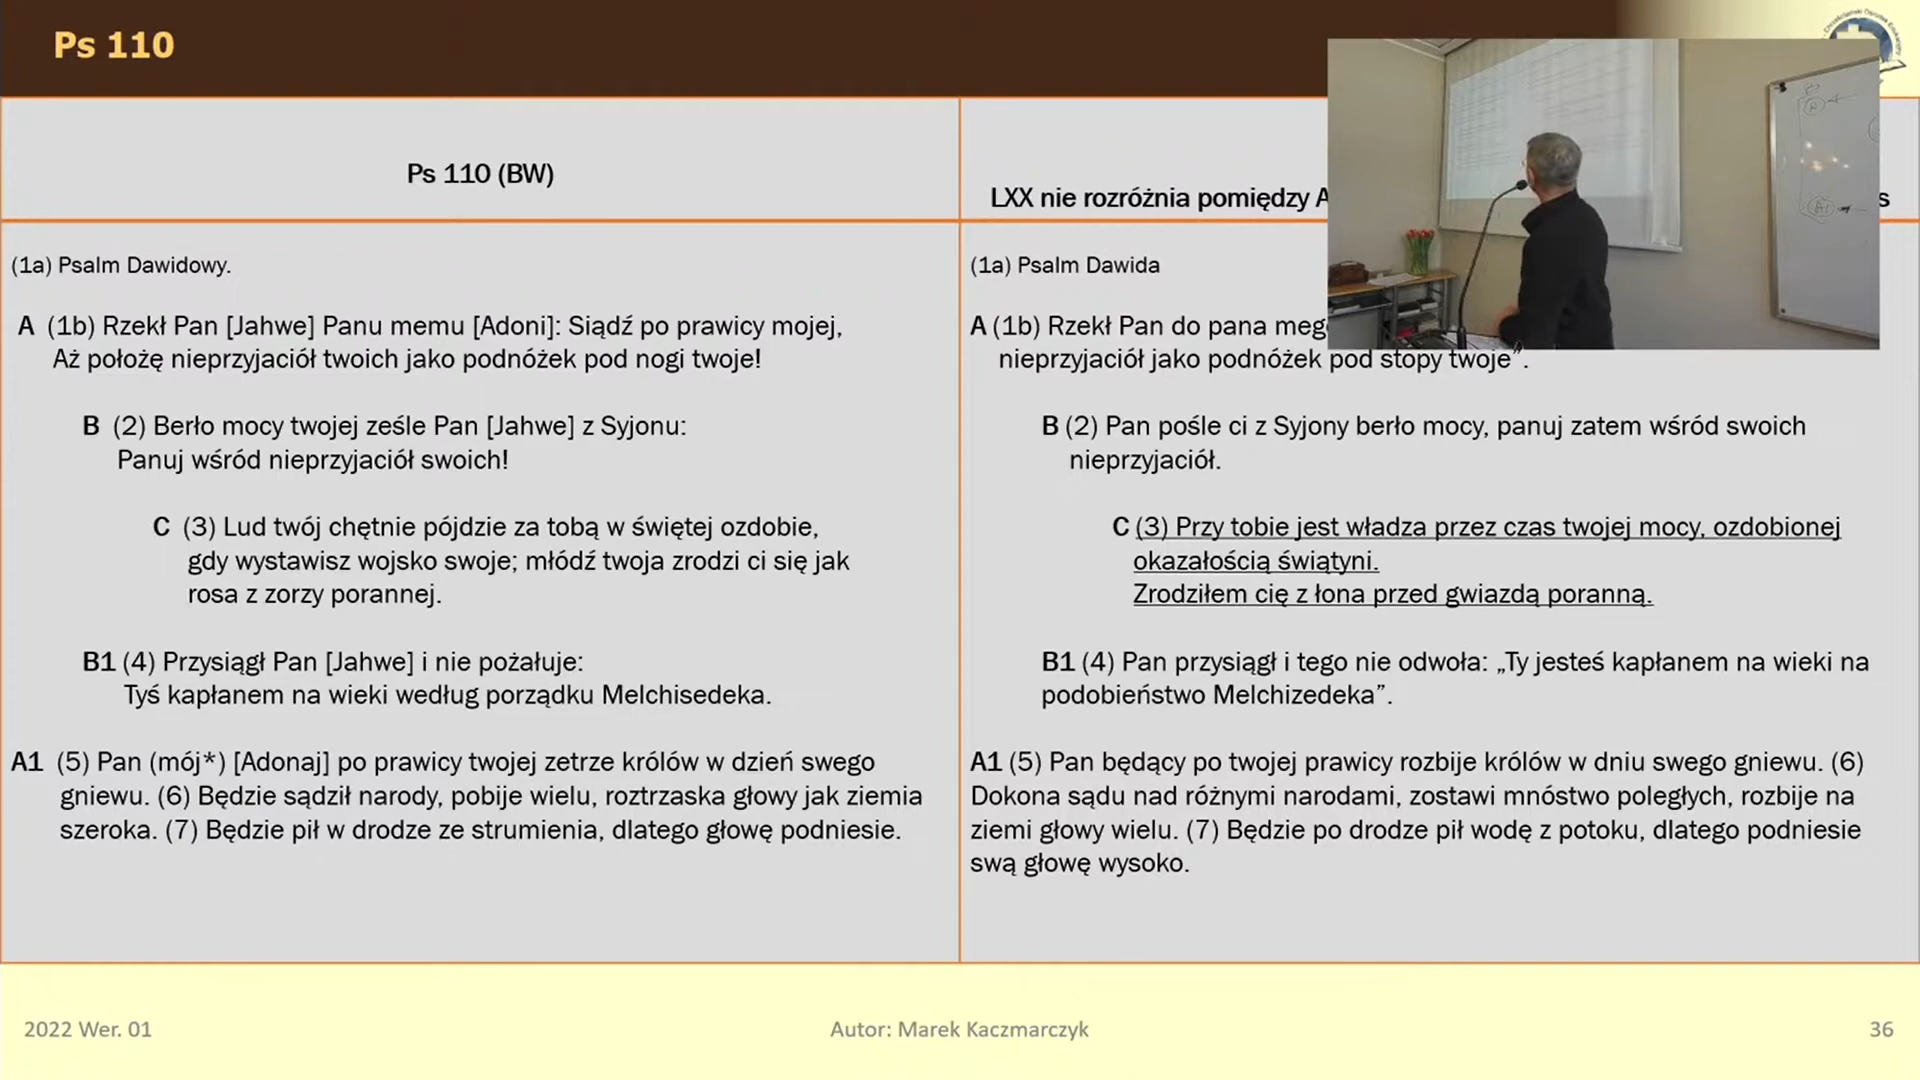 Ps 110
Ps 110 (BW)
LXX nie rozróżnia pomiędzy A
s
(1a) Psalm Dawidowy.
A (1b) Rzekł Pan [Jahwe] Panu memu [Adoni]: Siądź po prawicy mojej,
Aż położę nieprzyjaciół twoich jako podnóżek pod nogi twoje!
B (2) Berło mocy twojej ześle Pan [Jahwe] z Syjonu:
Panuj wśród nieprzyjaciół swoich!
C (3) Lud twój chętnie pójdzie za tobą w świętej ozdobie,
gdy wystawisz wojsko swoje; młódź twoja zrodzi ci się jak
rosa z zorzy porannej.
B1 (4) Przysiągł Pan [Jahwe] i nie pożałuje:
Tyś kapłanem na wieki według porządku Melchisedeka.
A1 (5) Pan (mój*) [Adonaj] po prawicy twojej zetrze królów w dzień swego
gniewu. (6) Będzie sądził narody, pobije wielu, roztrzaska głowy jak ziemia
szeroka. (7) Będzie pił w drodze ze strumienia, dlatego głowę podniesie.
(1a) Psalm Dawida
A (1b) Rzekł Pan do pana meg
nieprzyjaciół jako podnóżek pod stopy twoje”.
B (2) Pan pośle ci z Syjony berło mocy, panuj zatem wśród swoich
nieprzyjaciół.
C (3) Przy tobie jest władza przez czas twojej mocy, ozdobionej
okazałością świątyni.
Zrodziłem cię z łona przed gwiazdą poranną.
B1 (4) Pan przysiągł i tego nie odwoła: „Ty jesteś kapłanem na wieki na
podobieństwo Melchizedeka”.
A1 (5) Pan będący po twojej prawicy rozbije królów w dniu swego gniewu. (6)
Dokona sądu nad różnymi narodami, zostawi mnóstwo poległych, rozbije na
ziemi głowy wielu. (7) Będzie po drodze pił wodę z potoku, dlatego podniesie
swą głowę wysoko.
A
A1
2022 Wer. 01
Autor: Marek Kaczmarczyk
36